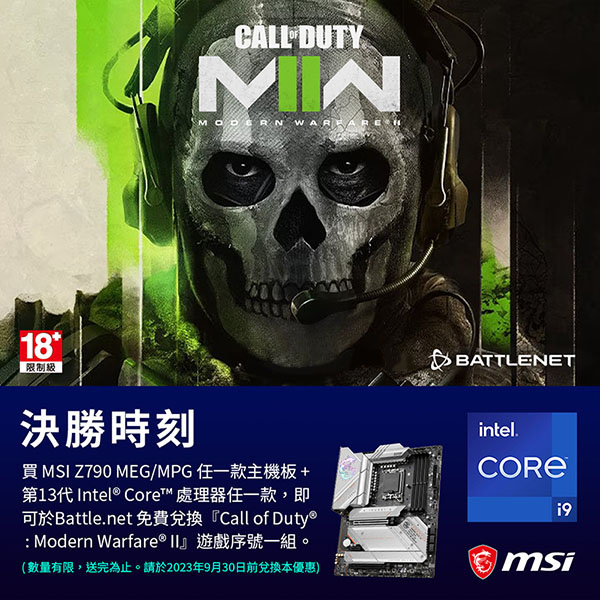 CALL OF DUTY
MIIW
MODERN WARFARE II
18+
限制級
BATTLE.NET
決勝時刻
買 MSI Z790 MEG/MPG 任一款主機板 +
第13代 Intel® Core™ 處理器任一款，即
可於Battle.net 免費兌換『Call of Duty®
: Modern Warfare® II』遊戲序號一組。
( 數量有限，送完為止。請於2023年9月30日前兌換本優惠)
intel.
CORE
i9
msi